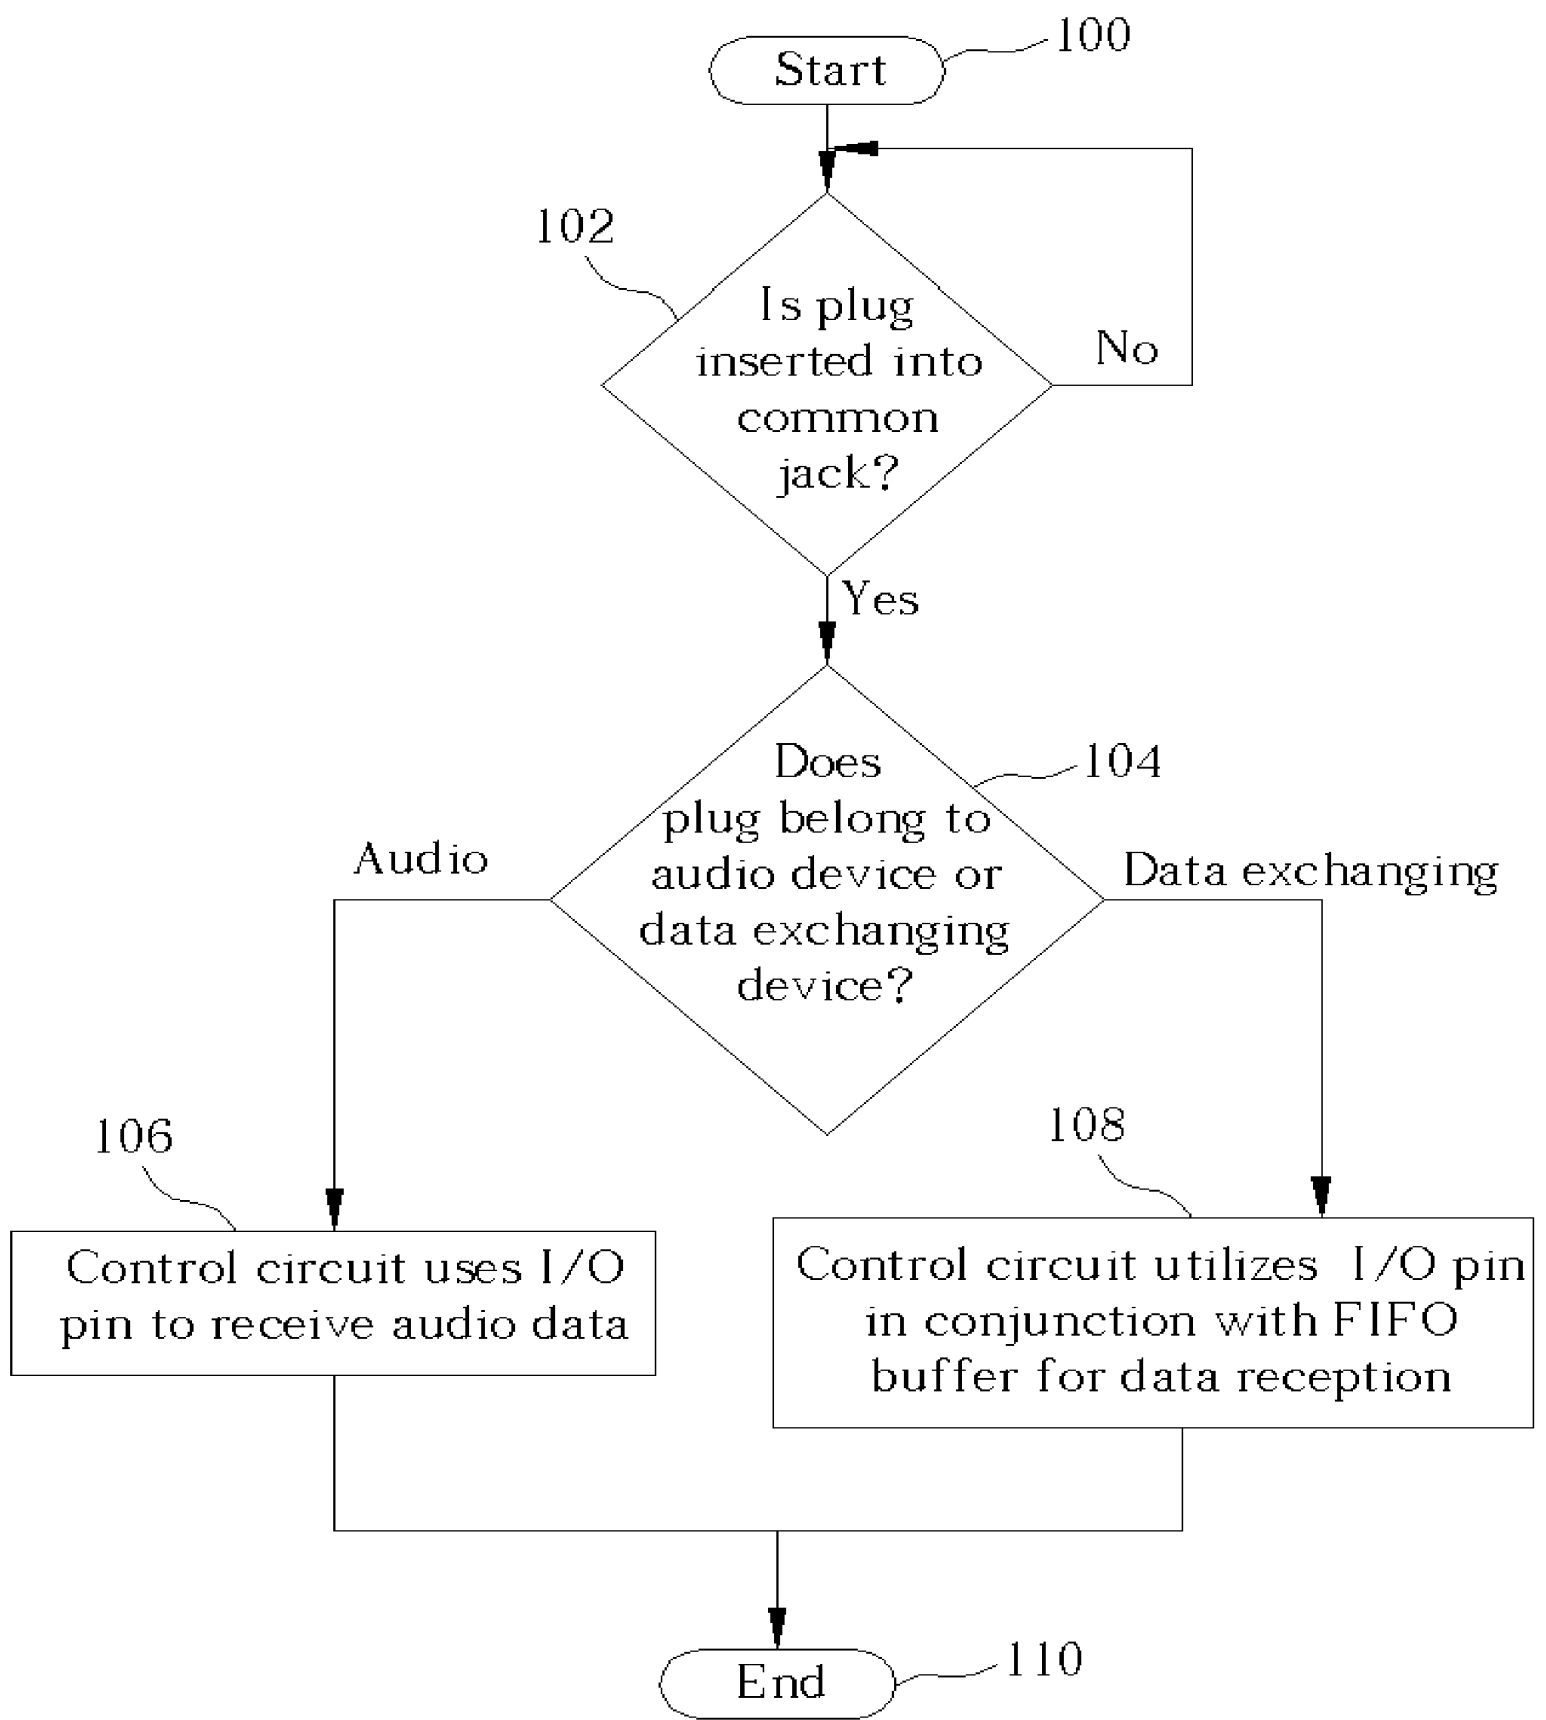 Start
100
102
Is plug
inserted into
common
jack?
No
Yes
104
Does
plug belong to
audio device or
data exchanging
device?
Audio
Data exchanging
106
Control circuit uses I/O
pin to receive audio data
108
Control circuit utilizes I/O pin
in conjunction with FIFO
buffer for data reception
End
110